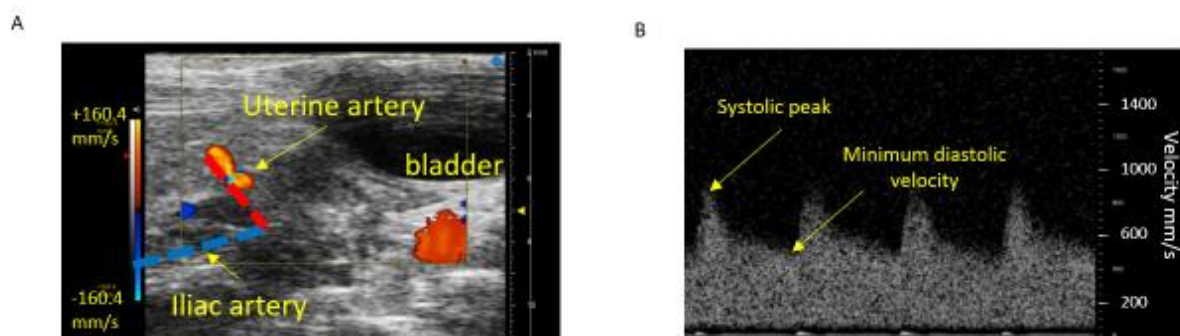 A
B
+160.4
mm/s
Uterine artery
bladder
Iliac artery
-160.4
mm/s
Systolic peak
Minimum diastolic
velocity
1400
1000
600
200
Velocity mm/s